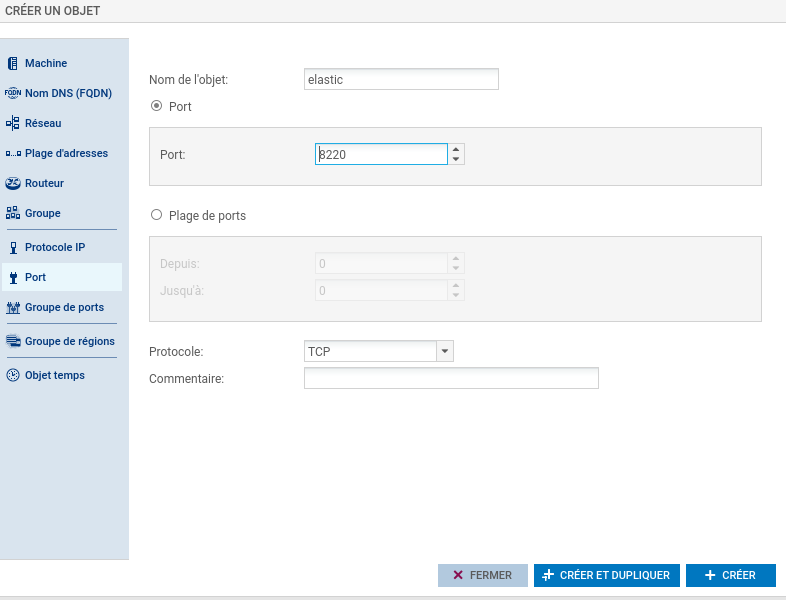 CRÉER UN OBJET
Machine
FQDN Nom DNS (FQDN)
Réseau
Plage d'adresses
Routeur
Groupe
Protocole IP
Port
Groupe de ports
Groupe de régions
Objet temps
Nom de l'objet: elastic
Port
Port: 8220
Plage de ports
Depuis: 0
Jusqu'à: 0
Protocole: TCP
Commentaire:
FERMER CRÉER ET DUPLIQUER CRÉER